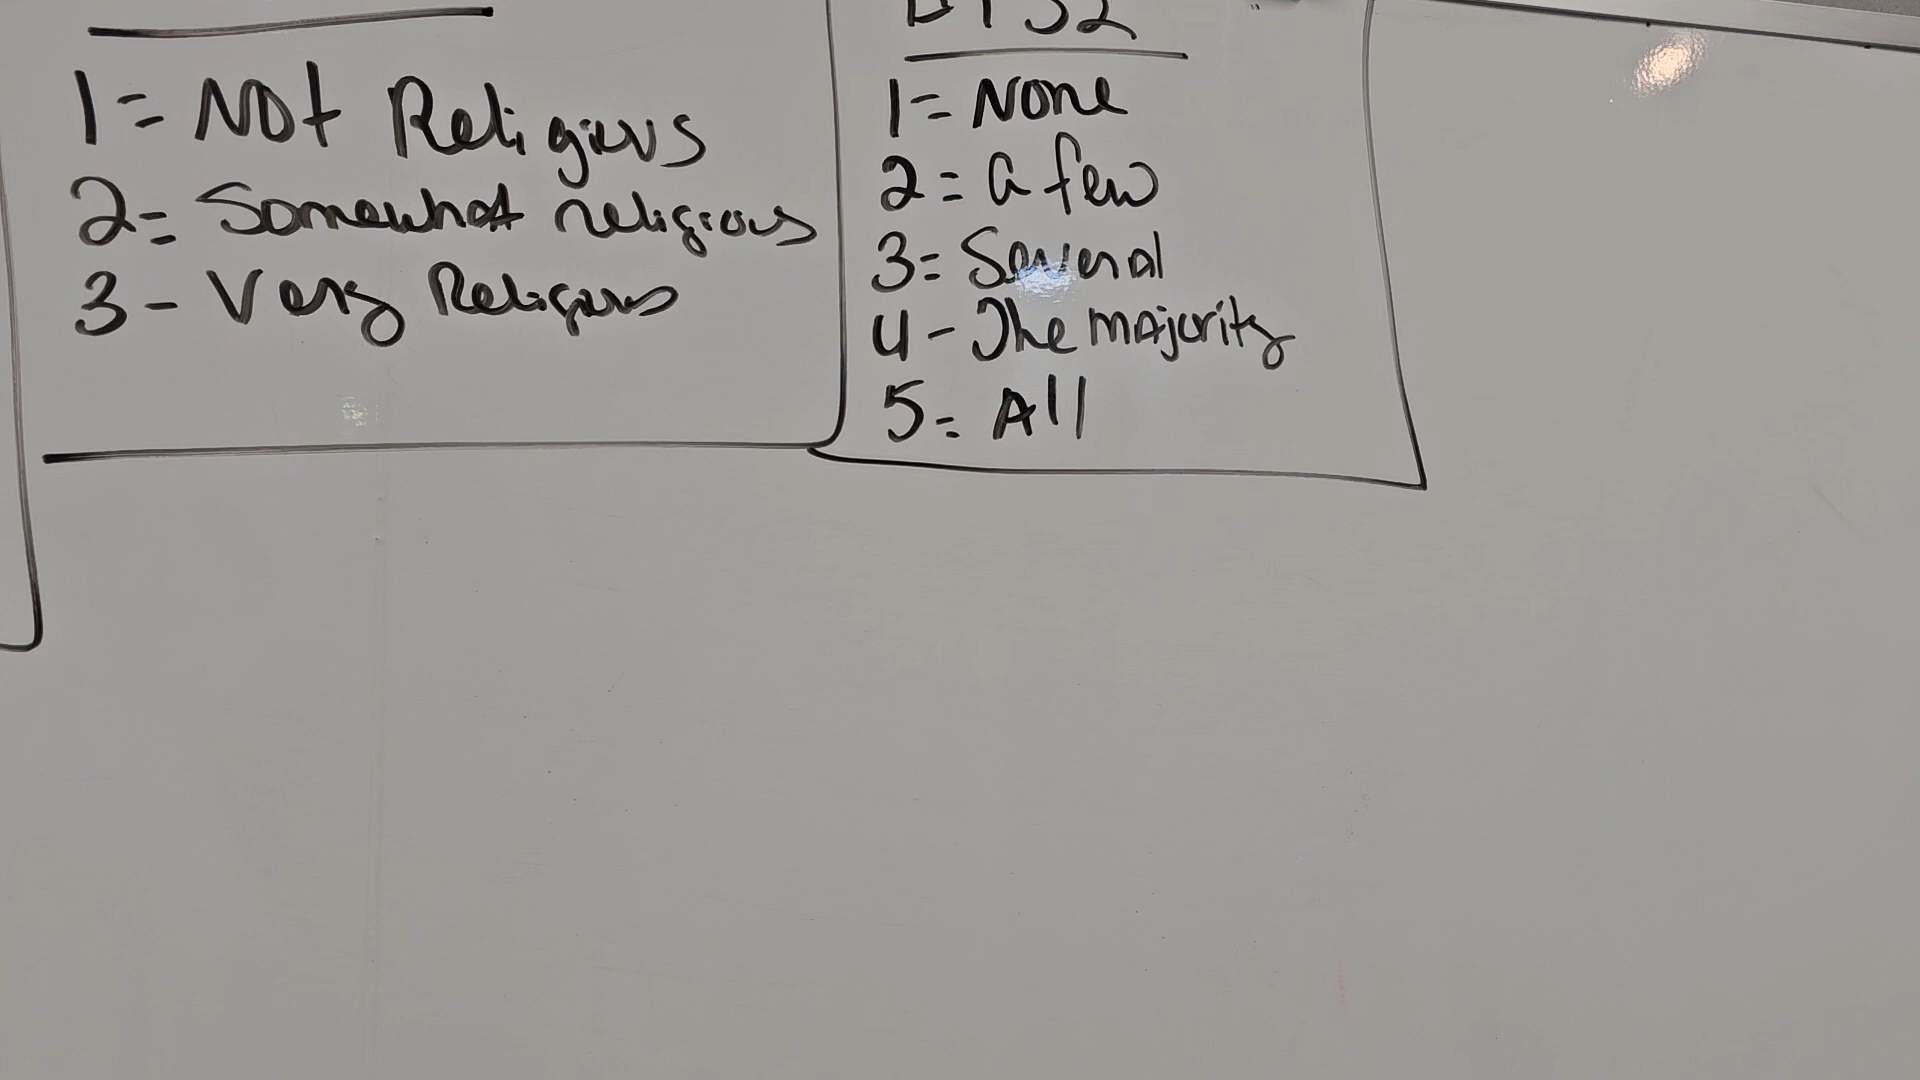 1= Not Religious
2= Somewhat religious
3- Very Religious
1= None
2= a few
3= Several
4- The majority
5= All